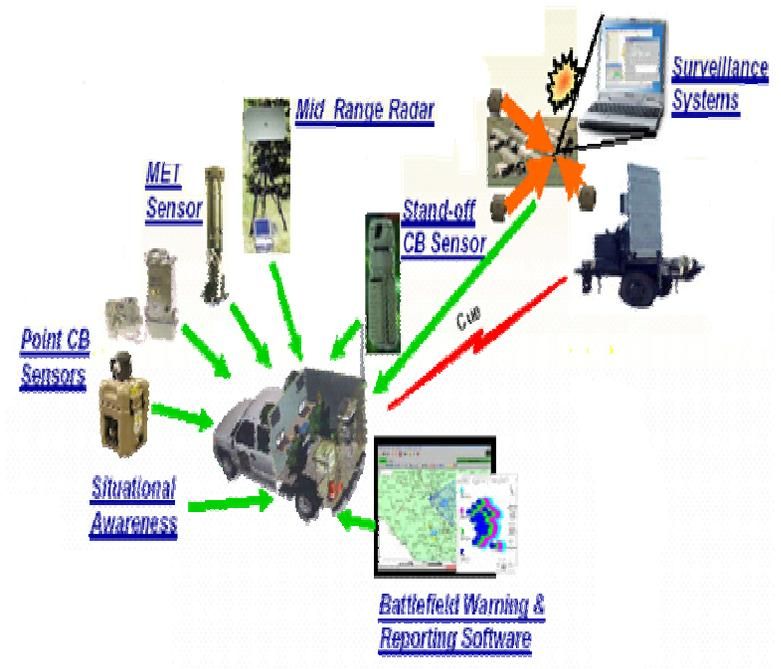 Surveillance
Systems
Mid Range Radar
MET
Sensor
Stand-off
CB Sensor
Cue
Point CB
Sensors
Situational
Awareness
Battlefield Warning &
Reporting Software